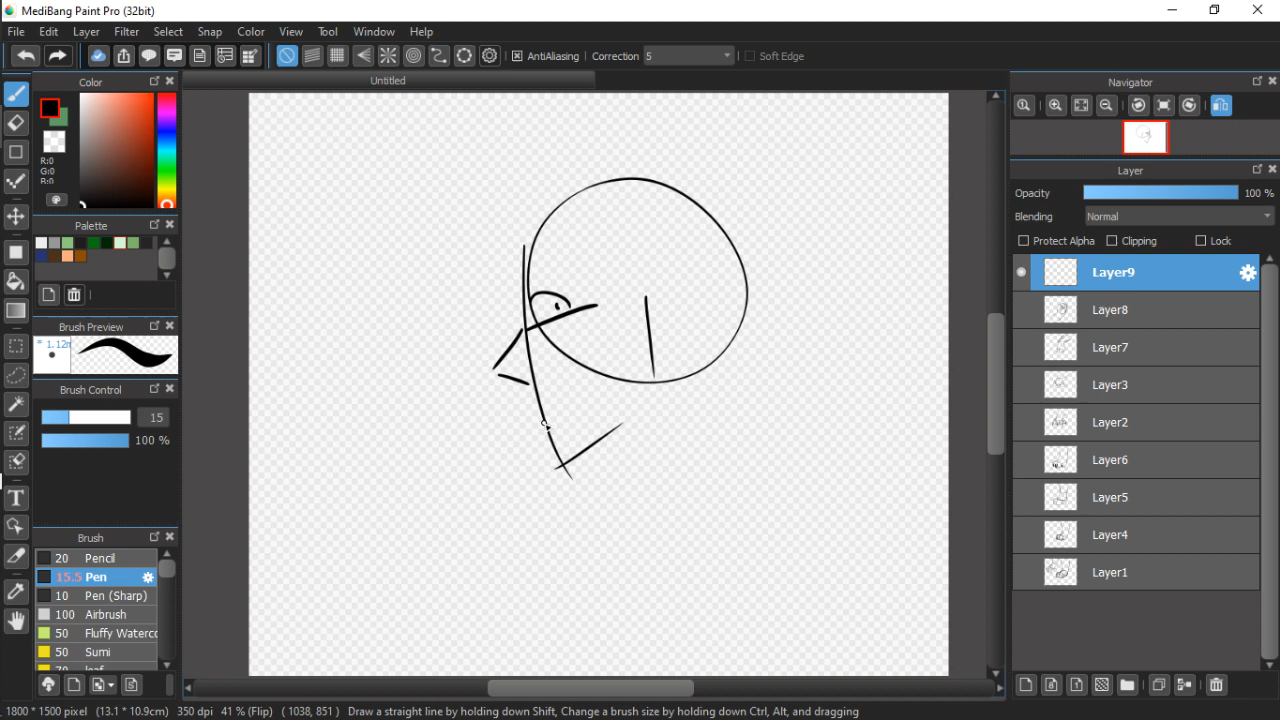 MediBang Paint Pro (32bit)
File Edit Layer Filter Select Snap Color View Tool Window Help
AntiAliasing Correction 5 Soft Edge
Color
Untitled
Navigator
R:0
G:0
B:0
Palette
Brush Preview
* 1.12m
Brush Control
15
100 %
Brush
20 Pencil
15.5 Pen
10 Pen (Sharp)
100 Airbrush
50 Fluffy Waterco
50 Sumi
70 leaf
Layer
Opacity 100 %
Blending Normal
Protect Alpha Clipping Lock
Layer9
Layer8
Layer7
Layer3
Layer2
Layer6
Layer5
Layer4
Layer1
1800 * 1500 pixel (13.1 * 10.9cm) 350 dpi 41 % (Flip) ( 1038, 851 ) Draw a straight line by holding down Shift, Change a brush size by holding down Ctrl, Alt, and dragging